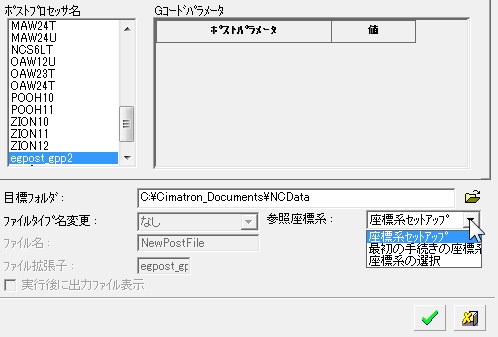 ﾎﾟｽﾄﾌﾟﾛｾｯｻ名
MAW24T
MAW24U
NCS6LT
OAW12U
OAW23T
OAW24T
POOH10
POOH11
ZION10
ZION11
ZION12
egpost_gpp2
Gｺｰﾄﾞﾊﾟﾗﾒｰﾀ
ﾎﾟｽﾄﾊﾟﾗﾒｰﾀ 値
目標ﾌｫﾙﾀﾞ: C:¥Cimatron_Documents¥NCData
ﾌｧｲﾙﾀｲﾌﾟ名変更: なし 参照座標系: 座標系ｾｯﾄｱｯﾌﾟ
座標系ｾｯﾄｱｯﾌﾟ
最初の手続きの座標系
座標系の選択
ﾌｧｲﾙ名: NewPostFile
ﾌｧｲﾙ拡張子: egpost_gp
実行後に出力ﾌｧｲﾙ表示